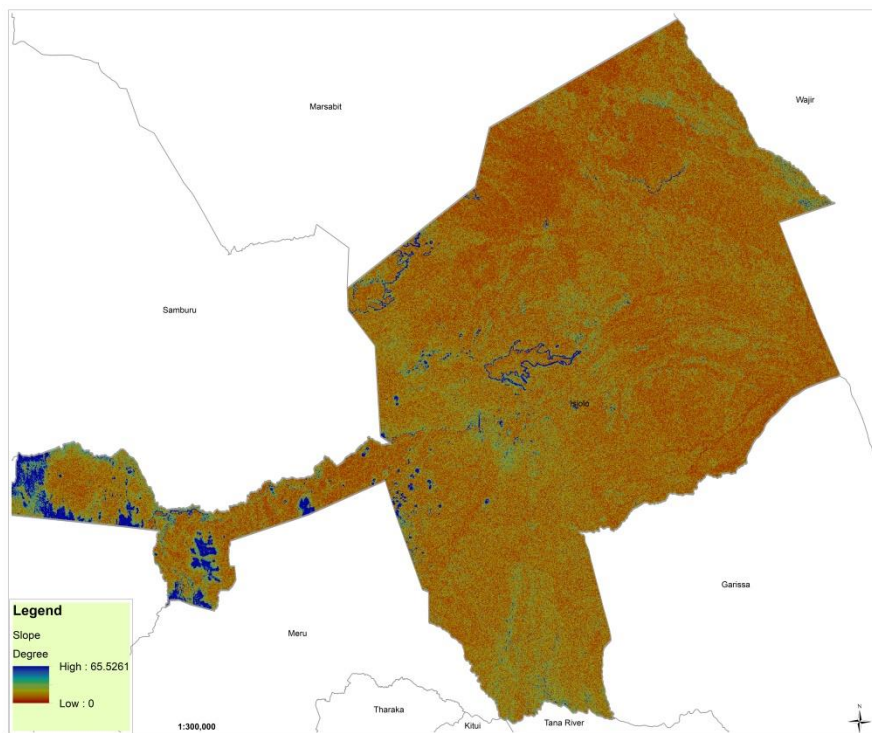 Marsabit
Wajir
Samburu
Isiolo
Garissa
Meru
Tharaka
Kitui
Tana River
N
Legend
Slope
Degree
High : 65.5261
Low : 0
1:300,000